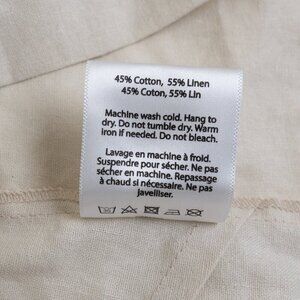 45% Cotton, 55% Linen
45% Coton, 55% Lin
Machine wash cold. Hang to
dry. Do not tumble dry. Warm
iron if needed. Do not bleach.
Lavage en machine à froid.
Suspendre pour sécher. Ne pas
sécher en machine. Repassage
à chaud si nécessaire. Ne pas
javelliser.